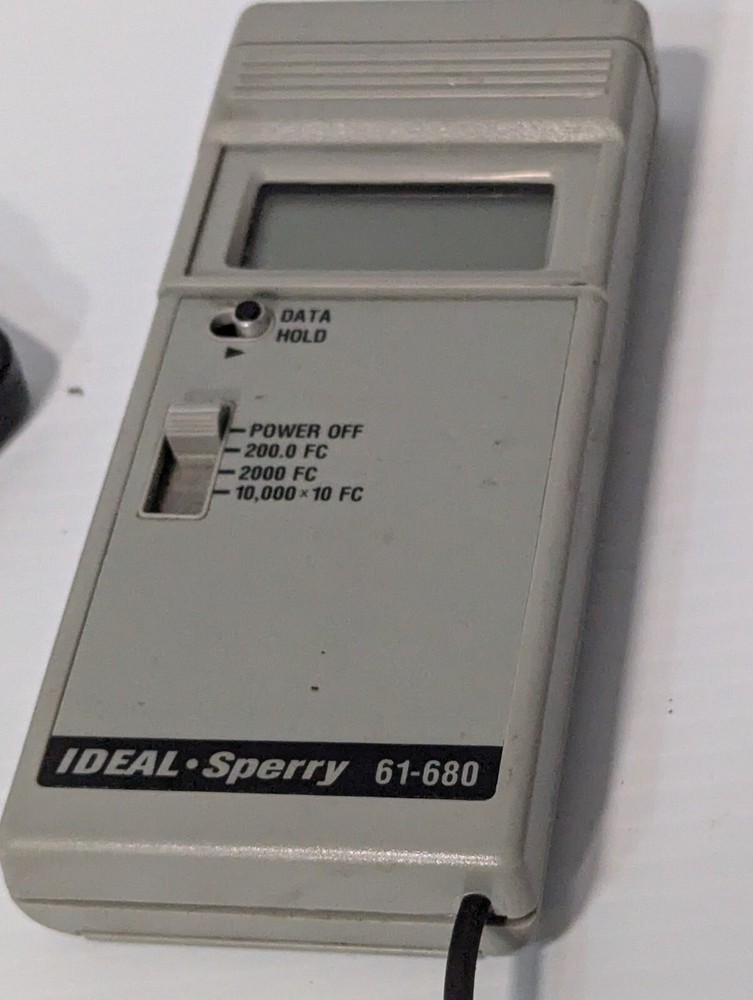 DATA
HOLD
POWER OFF
200.0 FC
2000 FC
10,000 × 10 FC
IDEAL • Sperry 61-680